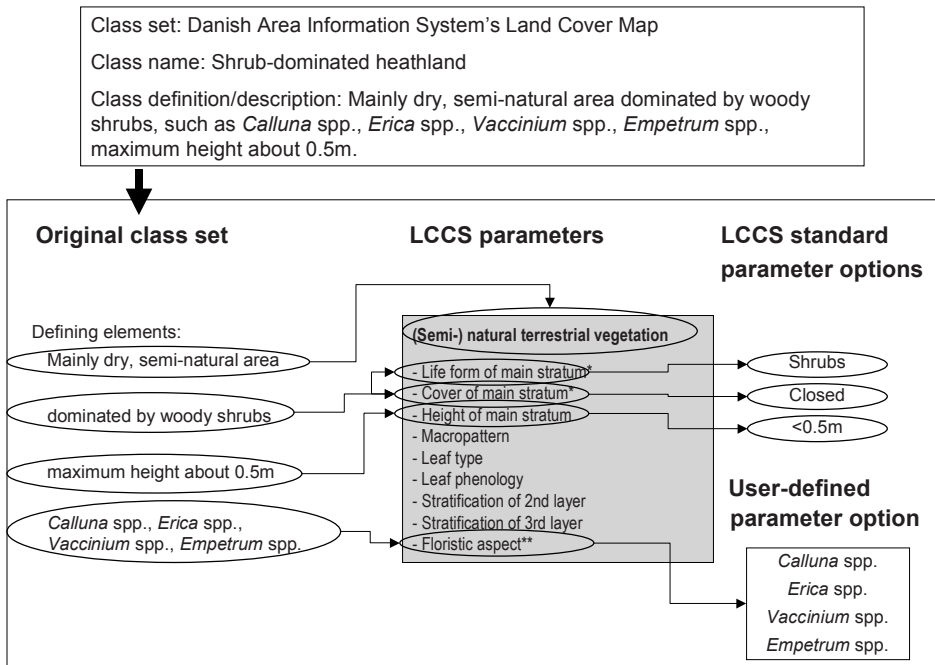 Class set: Danish Area Information System's Land Cover Map
Class name: Shrub-dominated heathland
Class definition/description: Mainly dry, semi-natural area dominated by woody
shrubs, such as Calluna spp., Erica spp., Vaccinium spp., Empetrum spp.,
maximum height about 0.5m.
Original class set
Defining elements:
Mainly dry, semi-natural area
dominated by woody shrubs
maximum height about 0.5m
Calluna spp., Erica spp.,
Vaccinium spp., Empetrum spp.
LCCS parameters
(Semi-) natural terrestrial vegetation
- Life form of main stratum*
- Cover of main stratum*
- Height of main stratum
- Macropattern
- Leaf type
- Leaf phenology
- Stratification of 2nd layer
- Stratification of 3rd layer
- Floristic aspect**
LCCS standard
parameter options
Shrubs
Closed
<0.5m
User-defined
parameter option
Calluna spp.
Erica spp.
Vaccinium spp.
Empetrum spp.